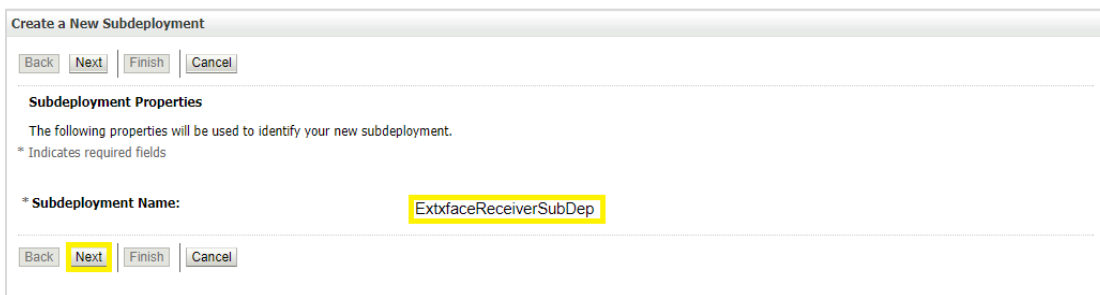 Create a New Subdeployment
Back Next Finish Cancel
Subdeployment Properties
The following properties will be used to identify your new subdeployment.
* Indicates required fields
* Subdeployment Name: ExtxfaceReceiverSubDep
Back Next Finish Cancel